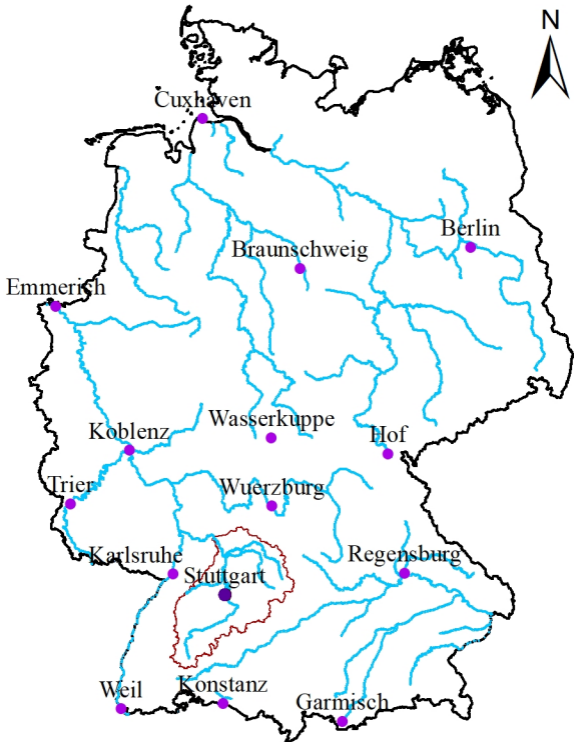 N
Cuxhaven
Berlin
Braunschweig
Emmerich
Wasserkuppe
Koblenz
Hof
Trier
Wuerzburg
Karlsruhe
Regensburg
Stuttgart
Weil
Konstanz
Garmisch